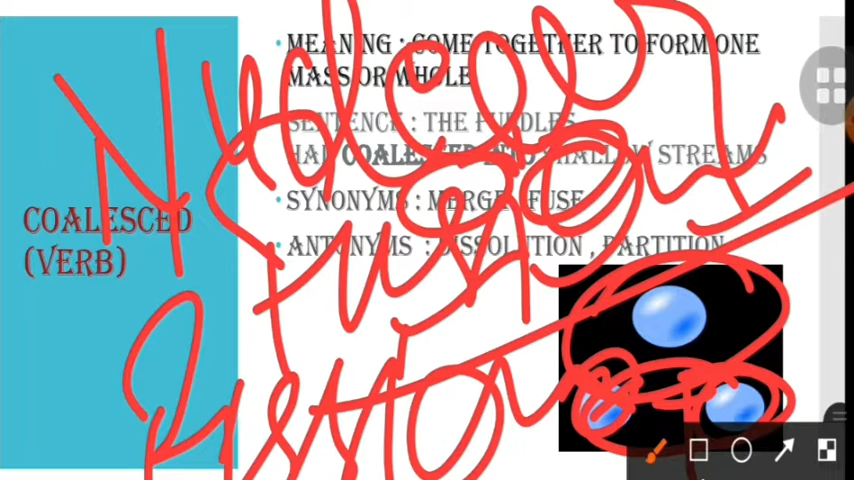 COALESCED
(VERB)
MEANING : COME TOGETHER TO FORM ONE
MASS OR WHOLE
SENTENCE : THE PUDDLES
HAD COALESCED INTO SHALLOW STREAMS
SYNONYMS : MERGE , FUSE
ANTONYMS : DISSOLUTION , PARTITION
Nuclear
fusion